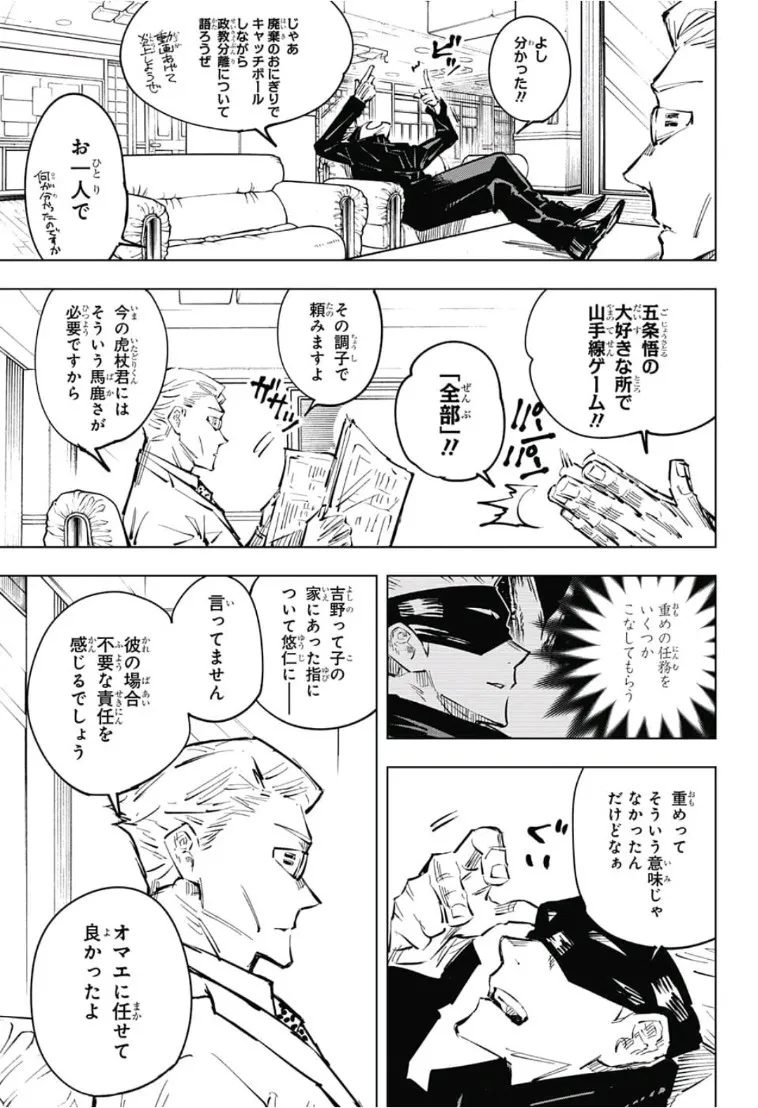 よし
分かった!!
じゃあ
廃棄のおにぎりで
キャッチボール
しながら
政教分離について
語ろうぜ
動画あげて
炎上しようぜ
お一人で
何が分かったのですか
五条悟の
大好きな所で
山手線ゲーム!!
パンパン
「全部」!!
その調子で
頼みますよ
今の虎杖君には
そういう馬鹿さが
必要ですから
重めの任務を
いくつか
こなしてもらう
重めって
そういう意味じゃ
なかったん
だけどなぁ
吉野って子の
家にあった指に
ついて悠仁に―
言ってません
彼の場合
不要な責任を
感じるでしょう
オマエに任せて
良かったよ